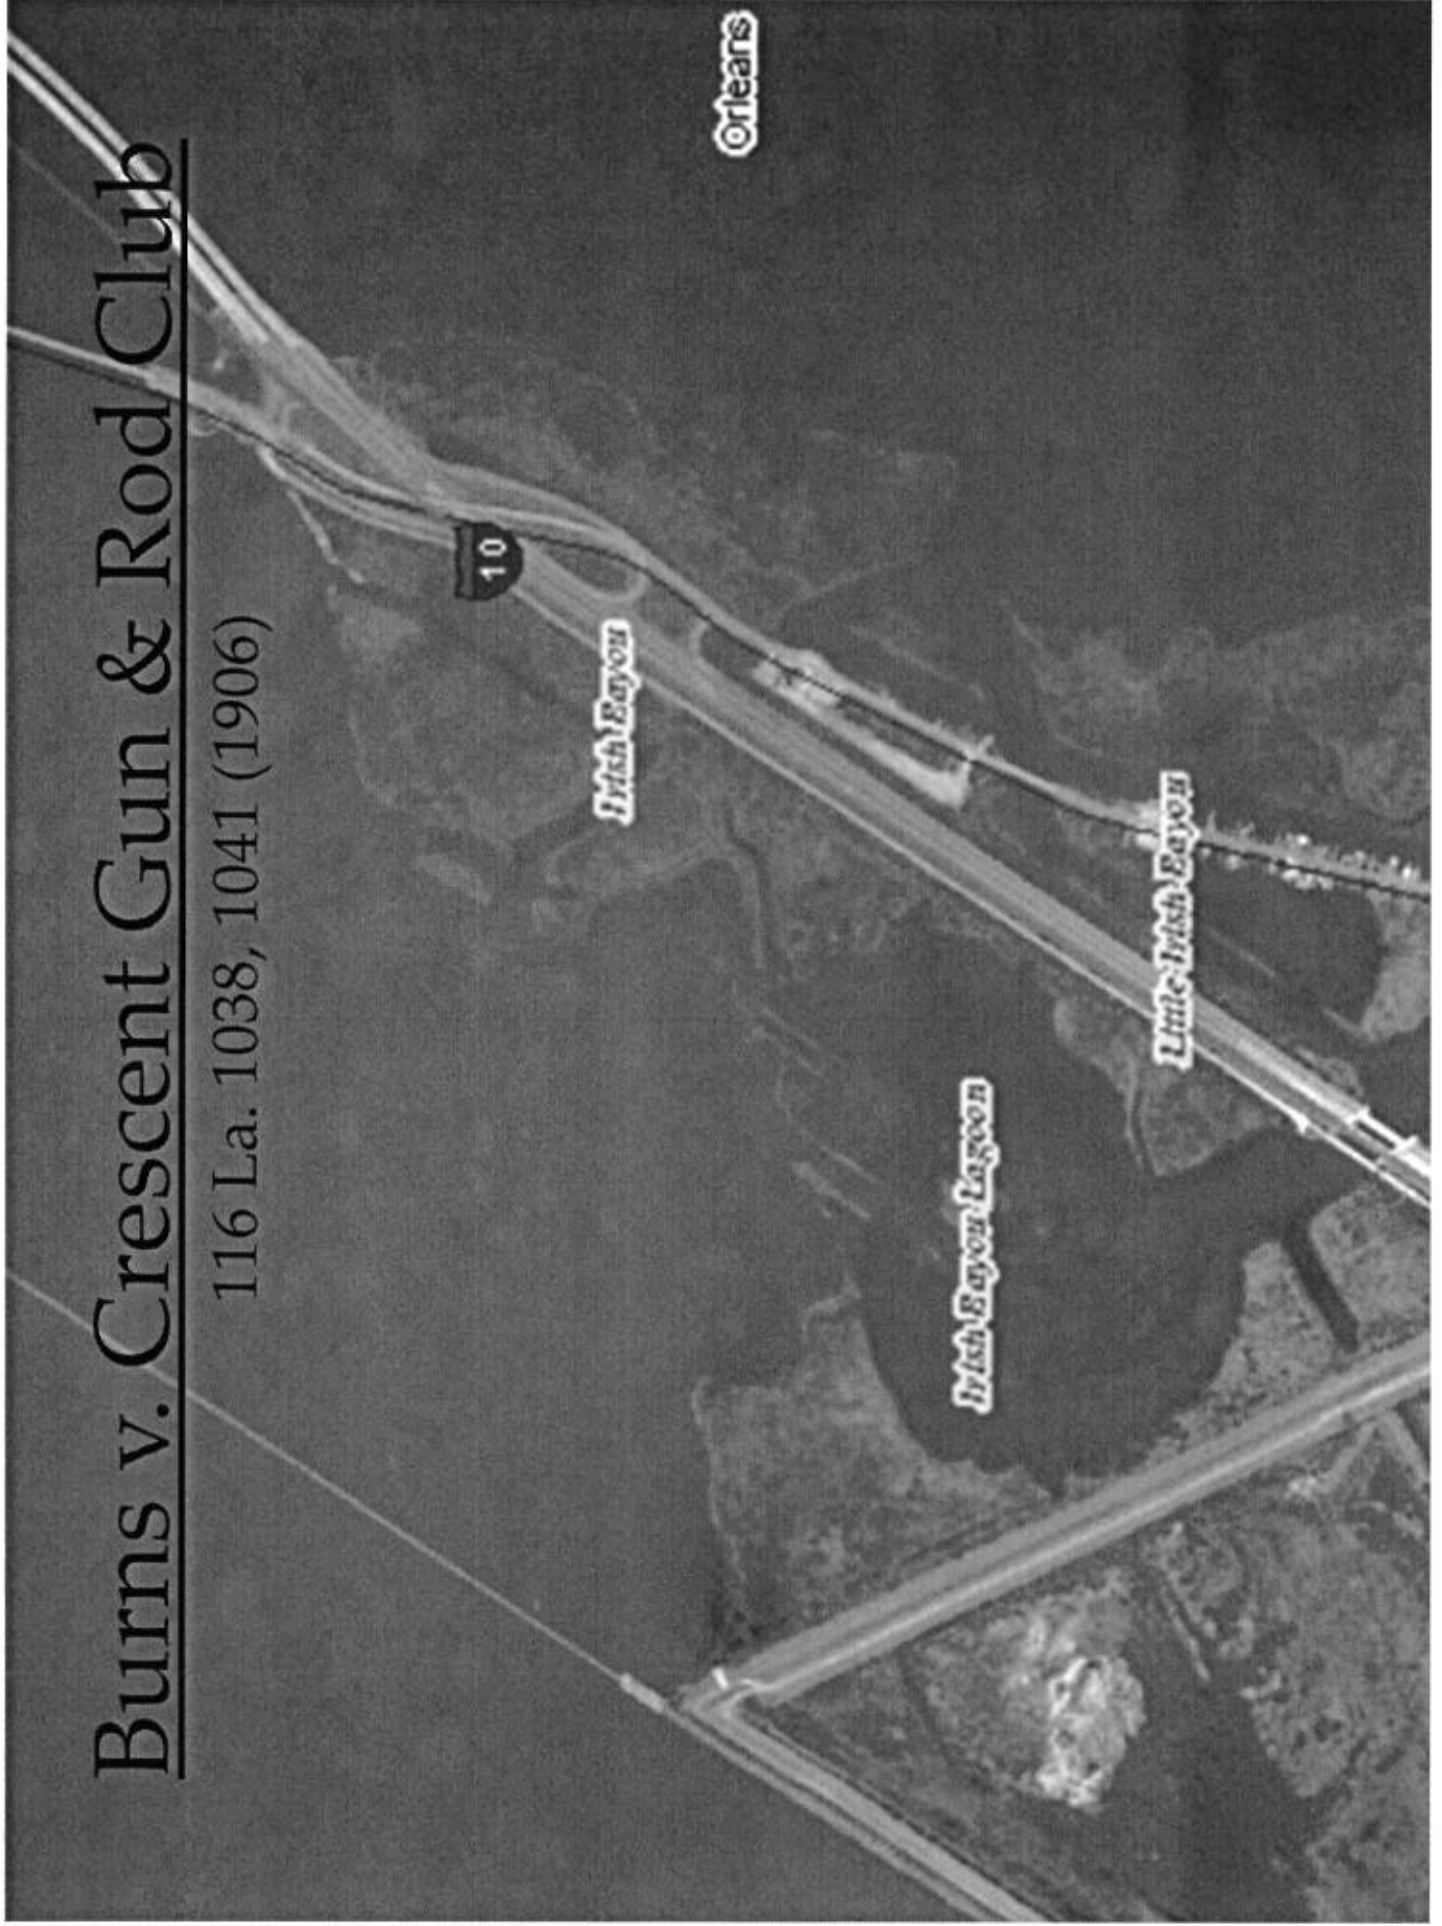 Burns v. Crescent Gun & Rod Club
116 La. 1038, 1041 (1906)
10
Irish Bayou
Orleans
Irish Bayou Lagoon
Little Irish Bayou